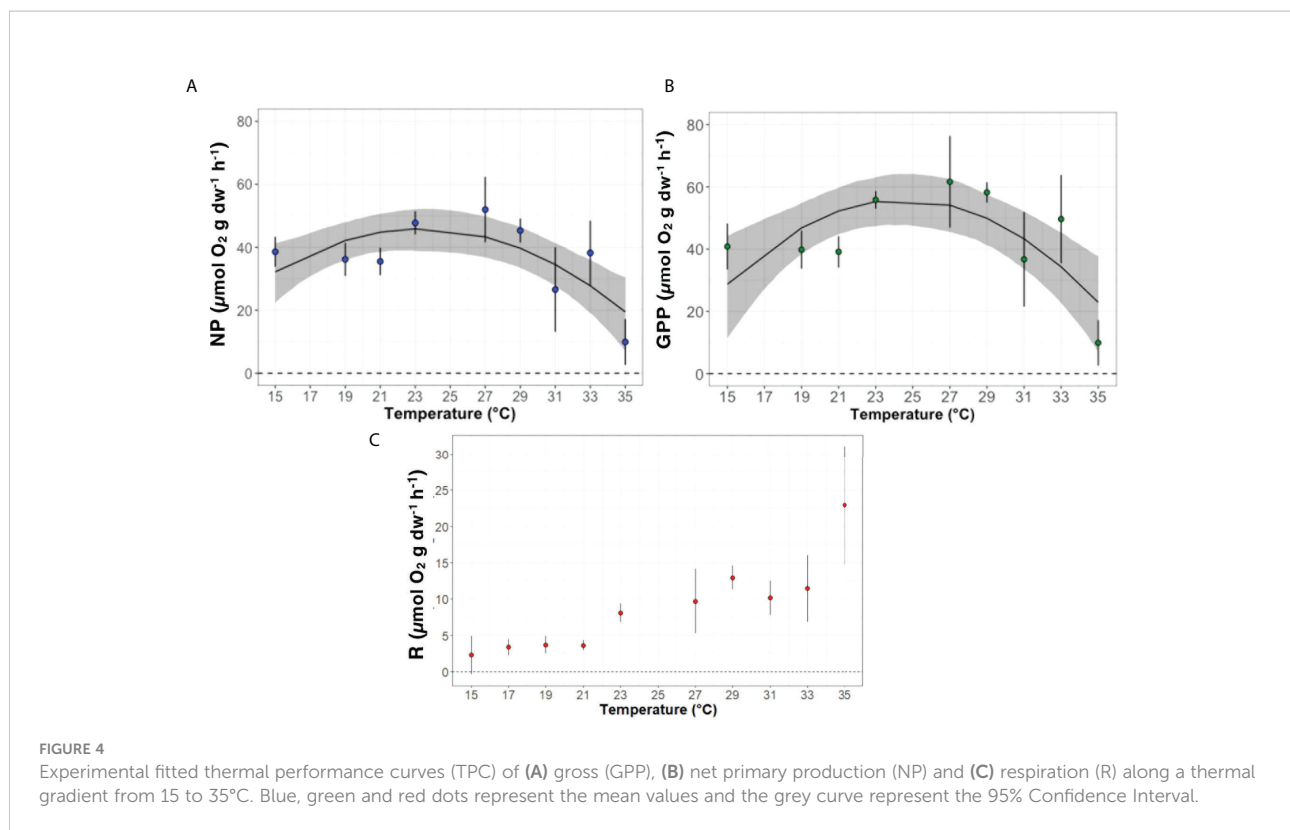 A
NP (µmol O₂ g dw⁻¹ h⁻¹)
80
60
40
20
0
15 17 19 21 23 25 27 29 31 33 35
Temperature (°C)
B
GPP (µmol O₂ g dw⁻¹ h⁻¹)
80
60
40
20
0
15 17 19 21 23 25 27 29 31 33 35
Temperature (°C)
C
R (µmol O₂ g dw⁻¹ h⁻¹)
30
25
20
15
10
5
0
15 17 19 21 23 25 27 29 31 33 35
Temperature (°C)
FIGURE 4
Experimental fitted thermal performance curves (TPC) of (A) gross (GPP), (B) net primary production (NP) and (C) respiration (R) along a thermal
gradient from 15 to 35°C. Blue, green and red dots represent the mean values and the grey curve represent the 95% Confidence Interval.